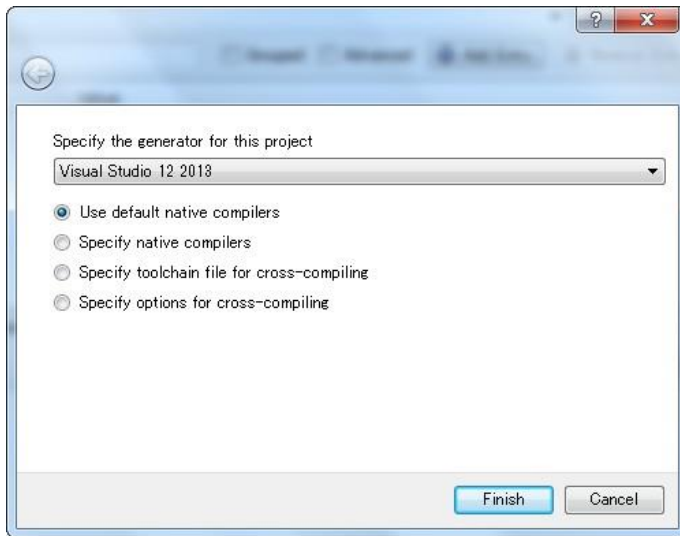 Specify the generator for this project
Visual Studio 12 2013
Use default native compilers
Specify native compilers
Specify toolchain file for cross-compiling
Specify options for cross-compiling
Finish
Cancel